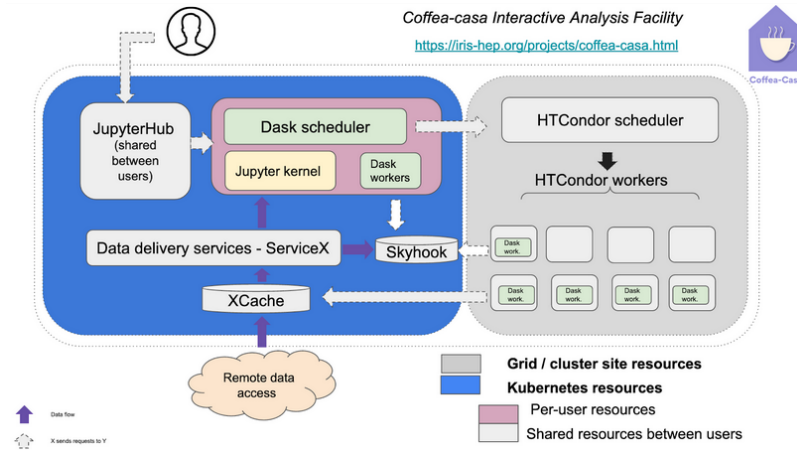 Coffea-casa Interactive Analysis Facility
https://iris-hep.org/projects/coffea-casa.html
Coffea-Cas
JupyterHub
(shared
between
users)
Dask scheduler
Jupyter kernel
Dask
workers
HTCondor scheduler
HTCondor workers
Data delivery services - ServiceX
Skyhook
Dask
work.
XCache
Dask
work.
Dask
work.
Dask
work.
Dask
work.
Remote data
access
Grid / cluster site resources
Kubernetes resources
Per-user resources
Shared resources between users
Data flow
X sends requests to Y